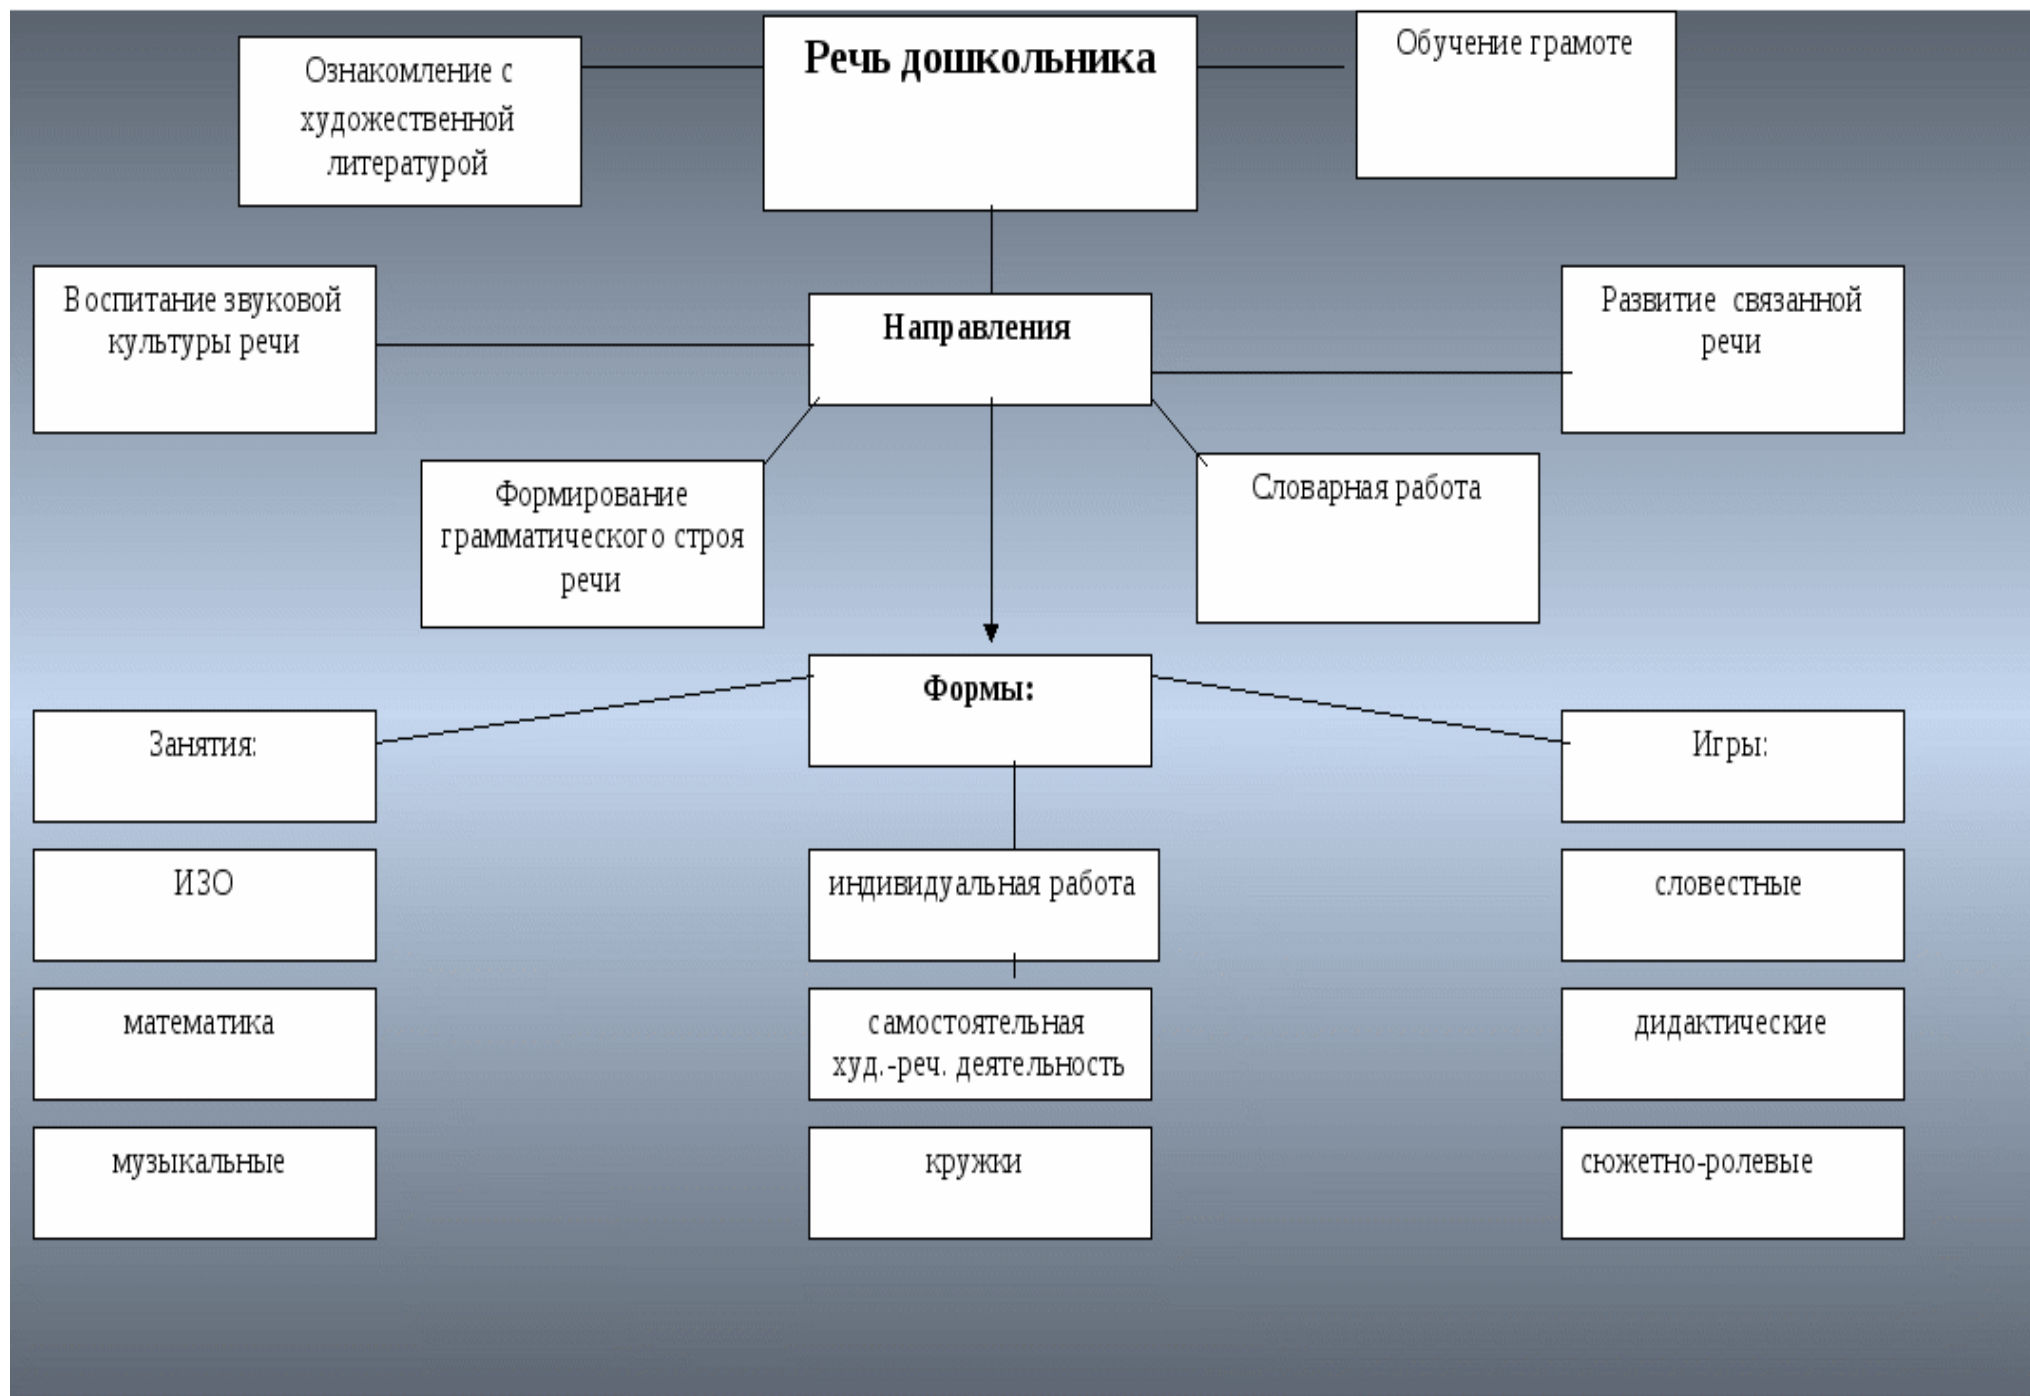 Ознакомление с
художественной
литературой
Речь дошкольника
Обучение грамоте
Воспитание звуковой
культуры речи
Направления
Развитие связанной
речи
Формирование
грамматического строя
речи
Словарная работа
Формы:
Занятия:
Игры:
ИЗО
индивидуальная работа
словестные
математика
самостоятельная
худ.-реч. деятельность
дидактические
музыкальные
кружки
сюжетно-ролевые